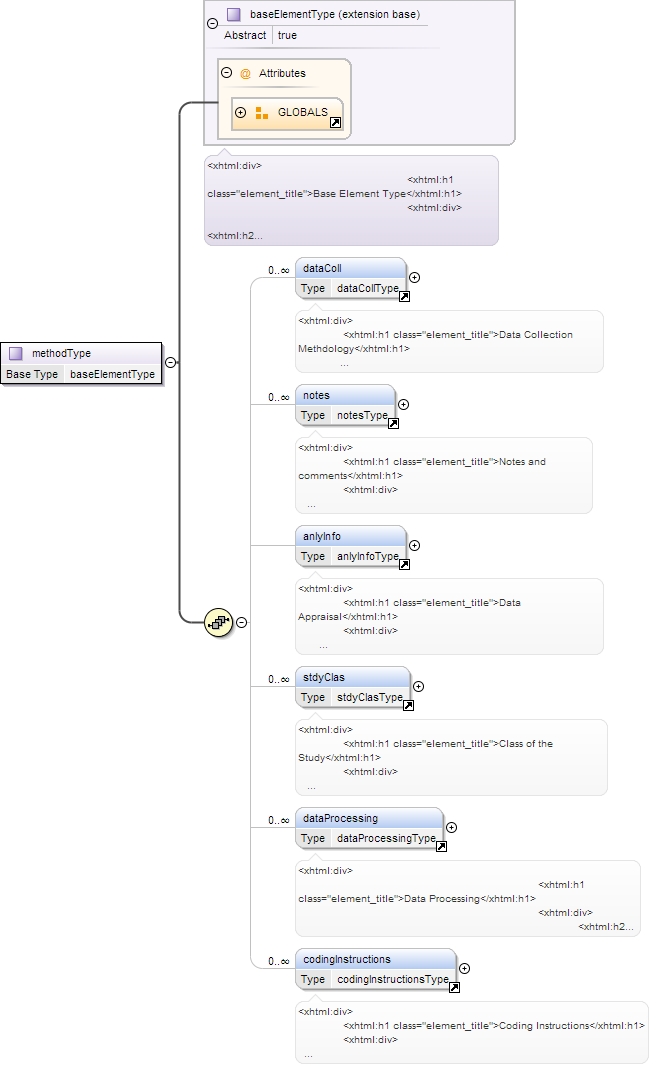 baseElementType (extension base)
Abstract true
@ Attributes
GLOBALS
<xhtml:div>
<xhtml:h1
class="element_title">Base Element Type</xhtml:h1>
<xhtml:div>
<xhtml:h2...
0..∞ dataColl
Type dataCollType
<xhtml:div>
<xhtml:h1 class="element_title">Data Collection
Methdology</xhtml:h1>
...
methodType
Base Type baseElementType
0..∞ notes
Type notesType
<xhtml:div>
<xhtml:h1 class="element_title">Notes and
comments</xhtml:h1>
<xhtml:div>
...
anlyInfo
Type anlyInfoType
<xhtml:div>
<xhtml:h1 class="element_title">Data
Appraisal</xhtml:h1>
<xhtml:div>
...
0..∞ stdyClas
Type stdyClasType
<xhtml:div>
<xhtml:h1 class="element_title">Class of the
Study</xhtml:h1>
<xhtml:div>
...
0..∞ dataProcessing
Type dataProcessingType
<xhtml:div>
<xhtml:h1
class="element_title">Data Processing</xhtml:h1>
<xhtml:div>
<xhtml:h2...
0..∞ codingInstructions
Type codingInstructionsType
<xhtml:div>
<xhtml:h1 class="element_title">Coding Instructions</xhtml:h1>
<xhtml:div>
...